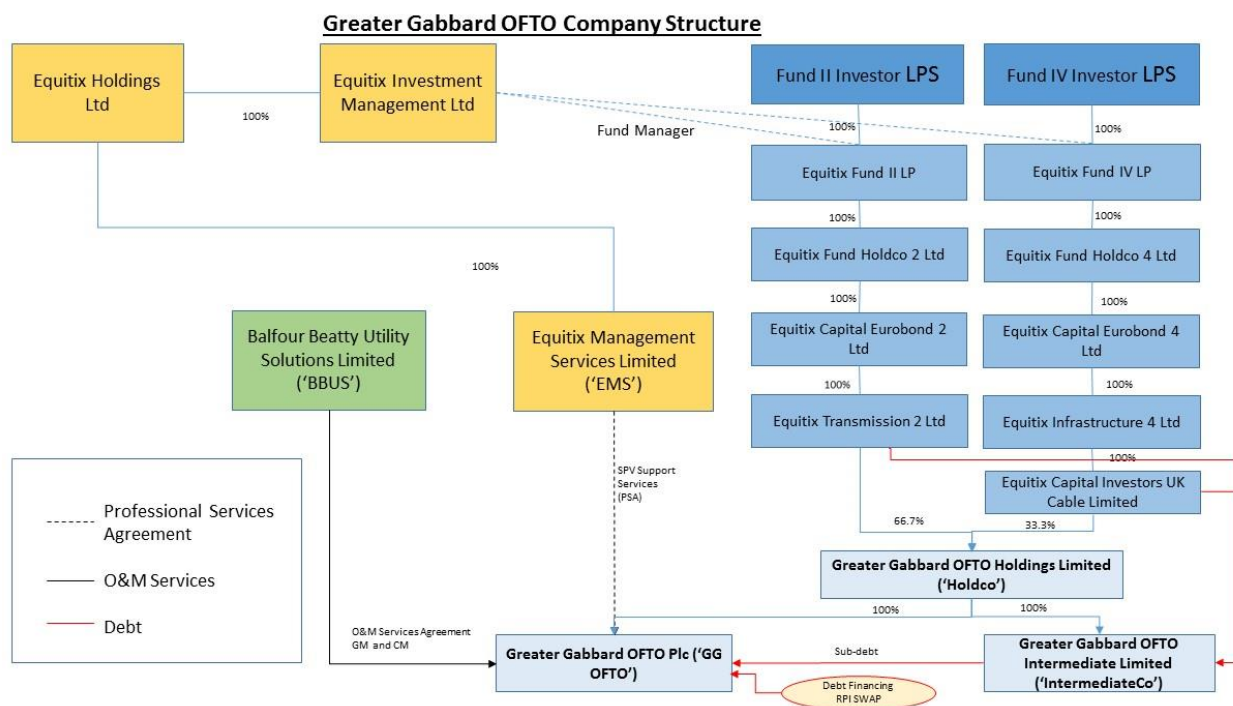 Greater Gabbard OFTO Company Structure
Equitix Holdings
Ltd
100%
Equitix Investment
Management Ltd
Fund Manager
Fund II Investor LPS
Fund IV Investor LPS
100%
100%
Equitix Fund II LP
Equitix Fund IV LP
100%
100%
Equitix Fund Holdco 2 Ltd
Equitix Fund Holdco 4 Ltd
100%
100%
100%
Balfour Beatty Utility
Solutions Limited
('BBUS')
Equitix Management
Services Limited
('EMS')
Equitix Capital Eurobond 2
Ltd
Equitix Capital Eurobond 4
Ltd
100%
100%
Equitix Transmission 2 Ltd
Equitix Infrastructure 4 Ltd
100%
Equitix Capital Investors UK
Cable Limited
SPV Support
Services
(PSA)
66.7%
33.3%
Professional Services
Agreement
O&M Services
Debt
Greater Gabbard OFTO Holdings Limited
('Holdco')
100%
100%
O&M Services Agreement
GM and CM
Greater Gabbard OFTO Plc ('GG
OFTO')
Sub-debt
Greater Gabbard OFTO
Intermediate Limited
('IntermediateCo')
Debt Financing
RPI SWAP